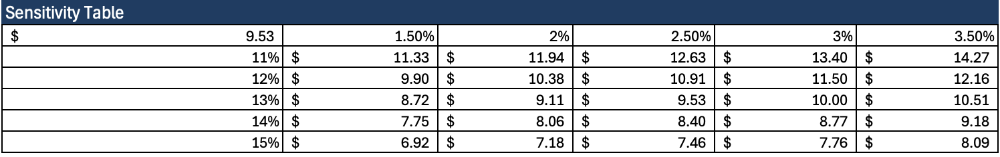 Sensitivity Table
$ 9.53 1.50% 2% 2.50% 3% 3.50%
11% $ 11.33 $ 11.94 $ 12.63 $ 13.40 $ 14.27
12% $ 9.90 $ 10.38 $ 10.91 $ 11.50 $ 12.16
13% $ 8.72 $ 9.11 $ 9.53 $ 10.00 $ 10.51
14% $ 7.75 $ 8.06 $ 8.40 $ 8.77 $ 9.18
15% $ 6.92 $ 7.18 $ 7.46 $ 7.76 $ 8.09